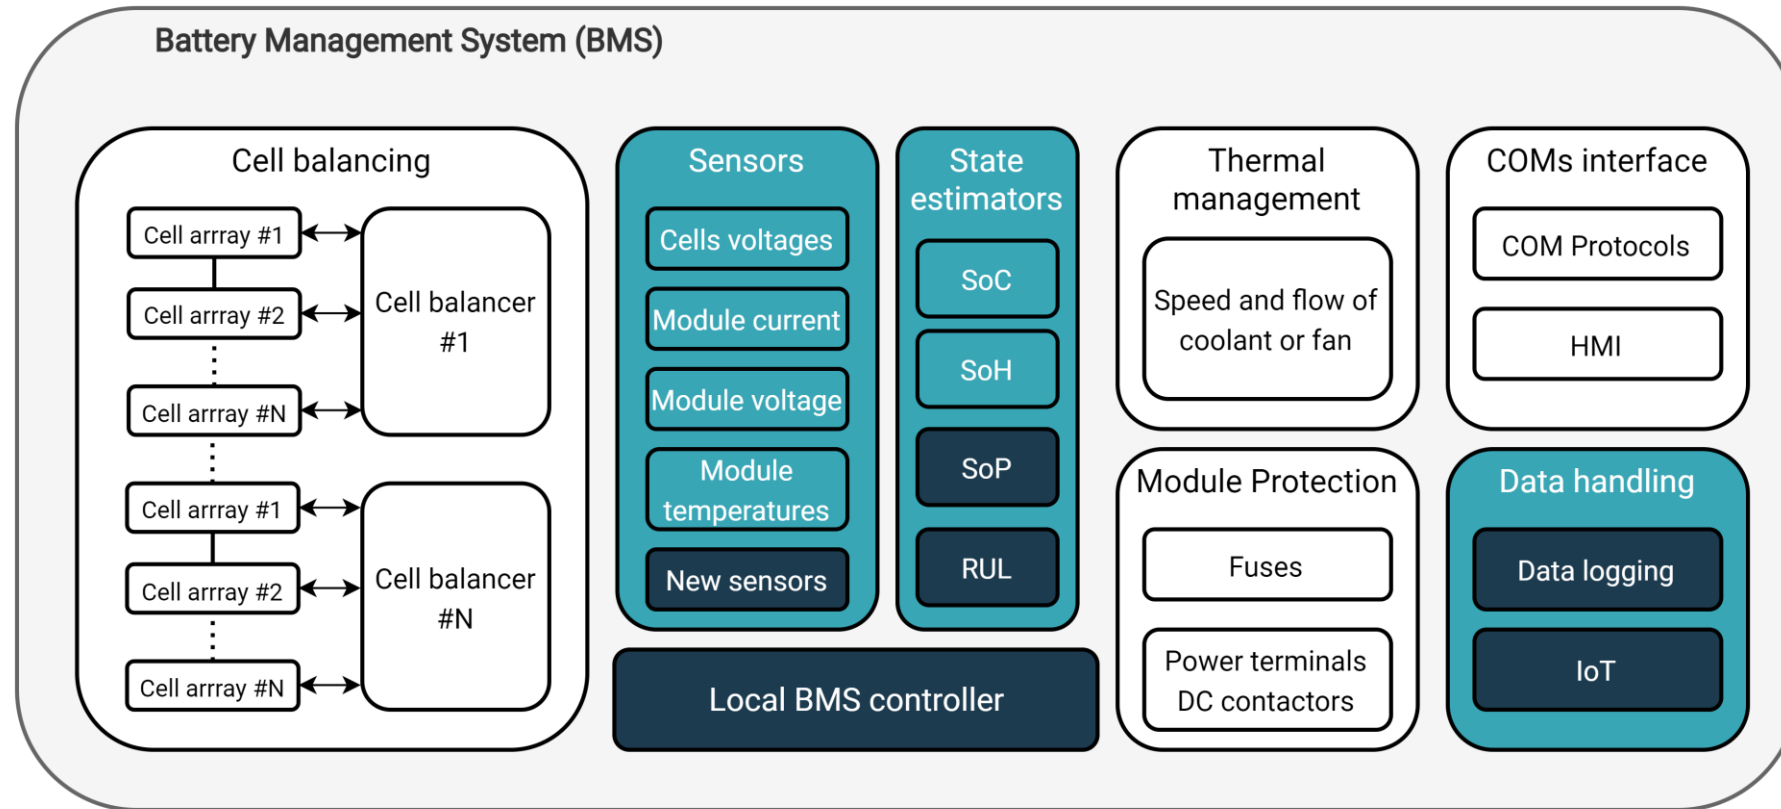 Battery Management System (BMS)
Cell balancing
Cell arrray #1
Cell arrray #2
Cell arrray #N
Cell balancer
#1
Cell arrray #1
Cell arrray #2
Cell arrray #N
Cell balancer
#N
Sensors
Cells voltages
Module current
Module voltage
Module
temperatures
New sensors
State
estimators
SoC
SoH
SoP
RUL
Local BMS controller
Thermal
management
Speed and flow of
coolant or fan
Module Protection
Fuses
Power terminals
DC contactors
COMs interface
COM Protocols
HMI
Data handling
Data logging
IoT